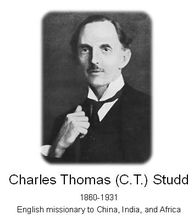 Charles Thomas (C.T.) Studd
1860-1931
English missionary to China, India, and Africa